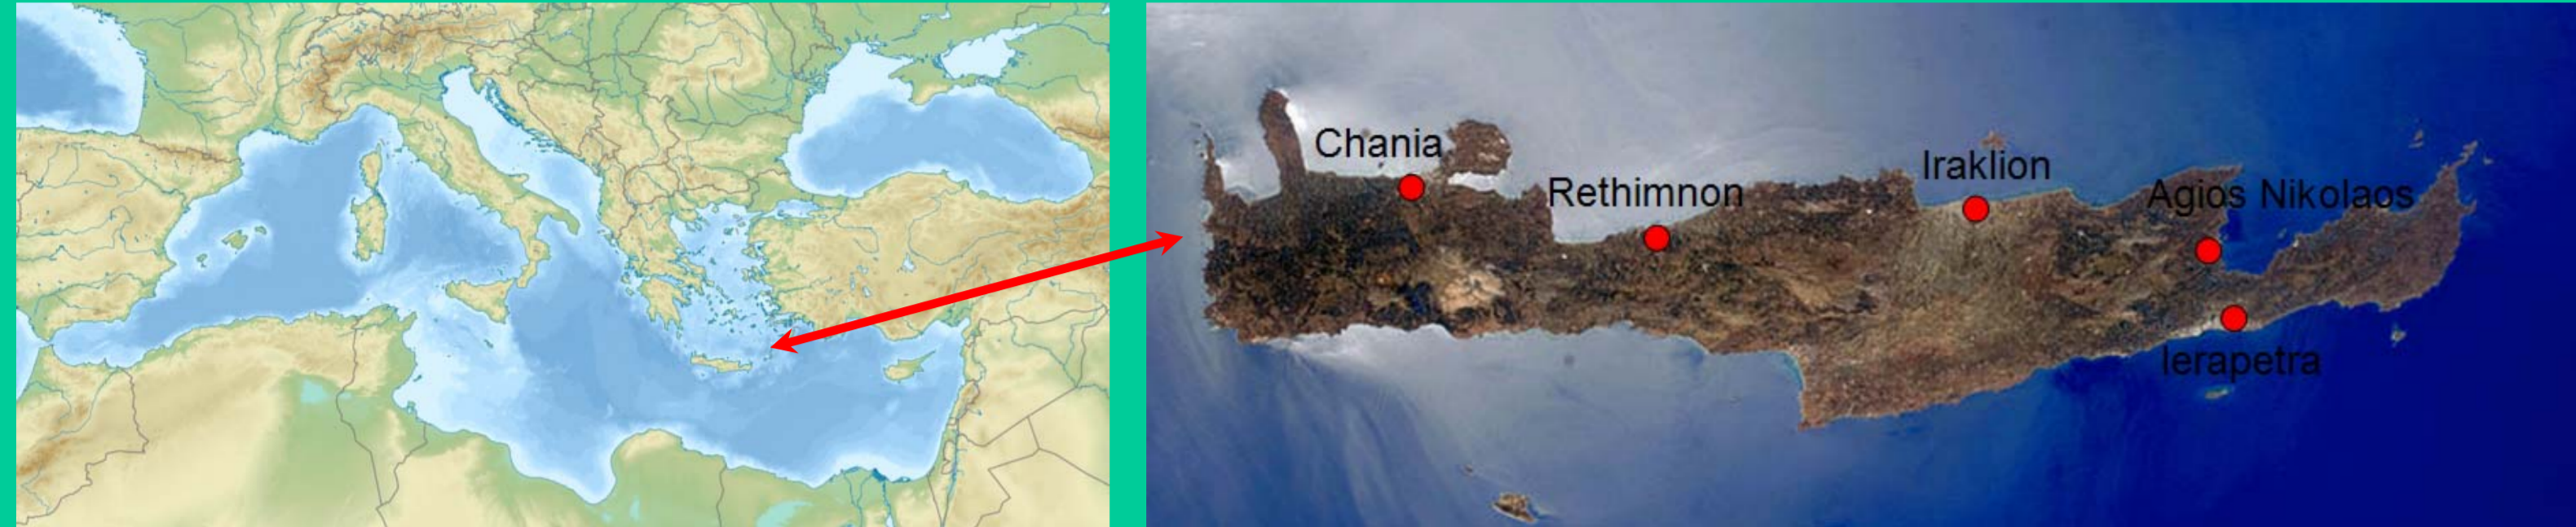 Chania
Rethimnon
Iraklion
Agios Nikolaos
Ierapetra